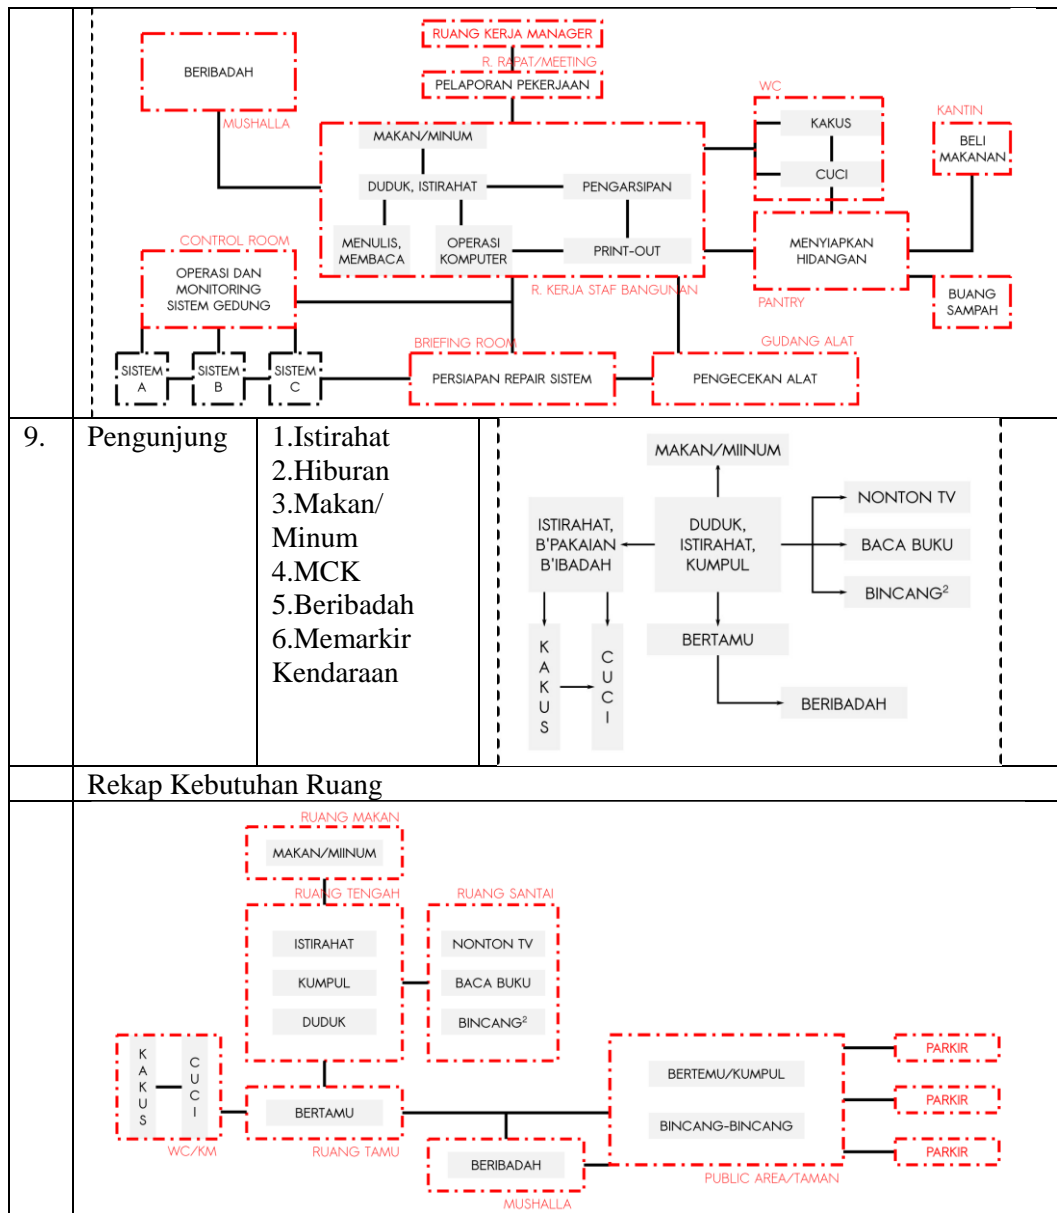 RUANG KERJA MANAGER
R. RAPAT/MEETING
PELAPORAN PEKERJAAN
BERIBADAH
MUSHALLA
WC
KAKUS
CUCI
KANTIN
BELI
MAKANAN
MAKAN/MINUM
DUDUK, ISTIRAHAT
PENGARSIPAN
MENULIS,
MEMBACA
OPERASI
KOMPUTER
PRINT-OUT
R. KERJA STAF BANGUNAN
MENYIAPKAN
HIDANGAN
PANTRY
BUANG
SAMPAH
CONTROL ROOM
OPERASI DAN
MONITORING
SISTEM GEDUNG
SISTEM
A
SISTEM
B
SISTEM
C
BRIEFING ROOM
PERSIAPAN REPAIR SISTEM
GUDANG ALAT
PENGECEKAN ALAT
9.
Pengunjung
1.Istirahat
2.Hiburan
3.Makan/
Minum
4.MCK
5.Beribadah
6.Memarkir
Kendaraan
MAKAN/MIINUM
ISTIRAHAT,
B'PAKAIAN
B'IBADAH
DUDUK,
ISTIRAHAT,
KUMPUL
NONTON TV
BACA BUKU
BINCANG²
KAKUS
CUCI
BERTAMU
BERIBADAH
Rekap Kebutuhan Ruang
RUANG MAKAN
MAKAN/MIINUM
RUANG TENGAH
ISTIRAHAT
KUMPUL
DUDUK
RUANG SANTAI
NONTON TV
BACA BUKU
BINCANG²
KAKUS
CUCI
WC/KM
BERTAMU
RUANG TAMU
BERIBADAH
MUSHALLA
BERTEMU/KUMPUL
BINCANG-BINCANG
PUBLIC AREA/TAMAN
PARKIR
PARKIR
PARKIR